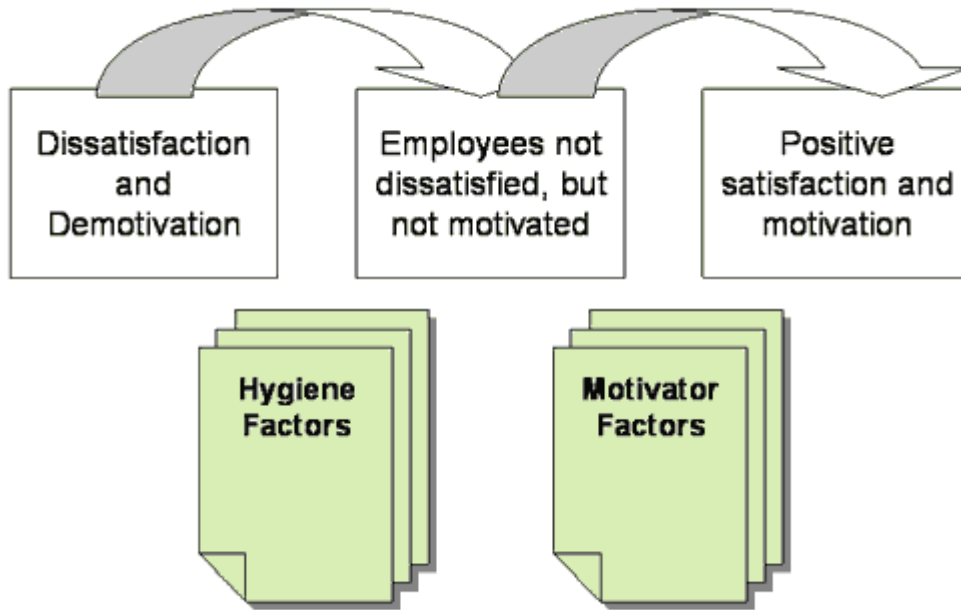 Dissatisfaction
and
Demotivation
Employees not
dissatisfied, but
not motivated
Positive
satisfaction and
motivation
Hygiene
Factors
Motivator
Factors